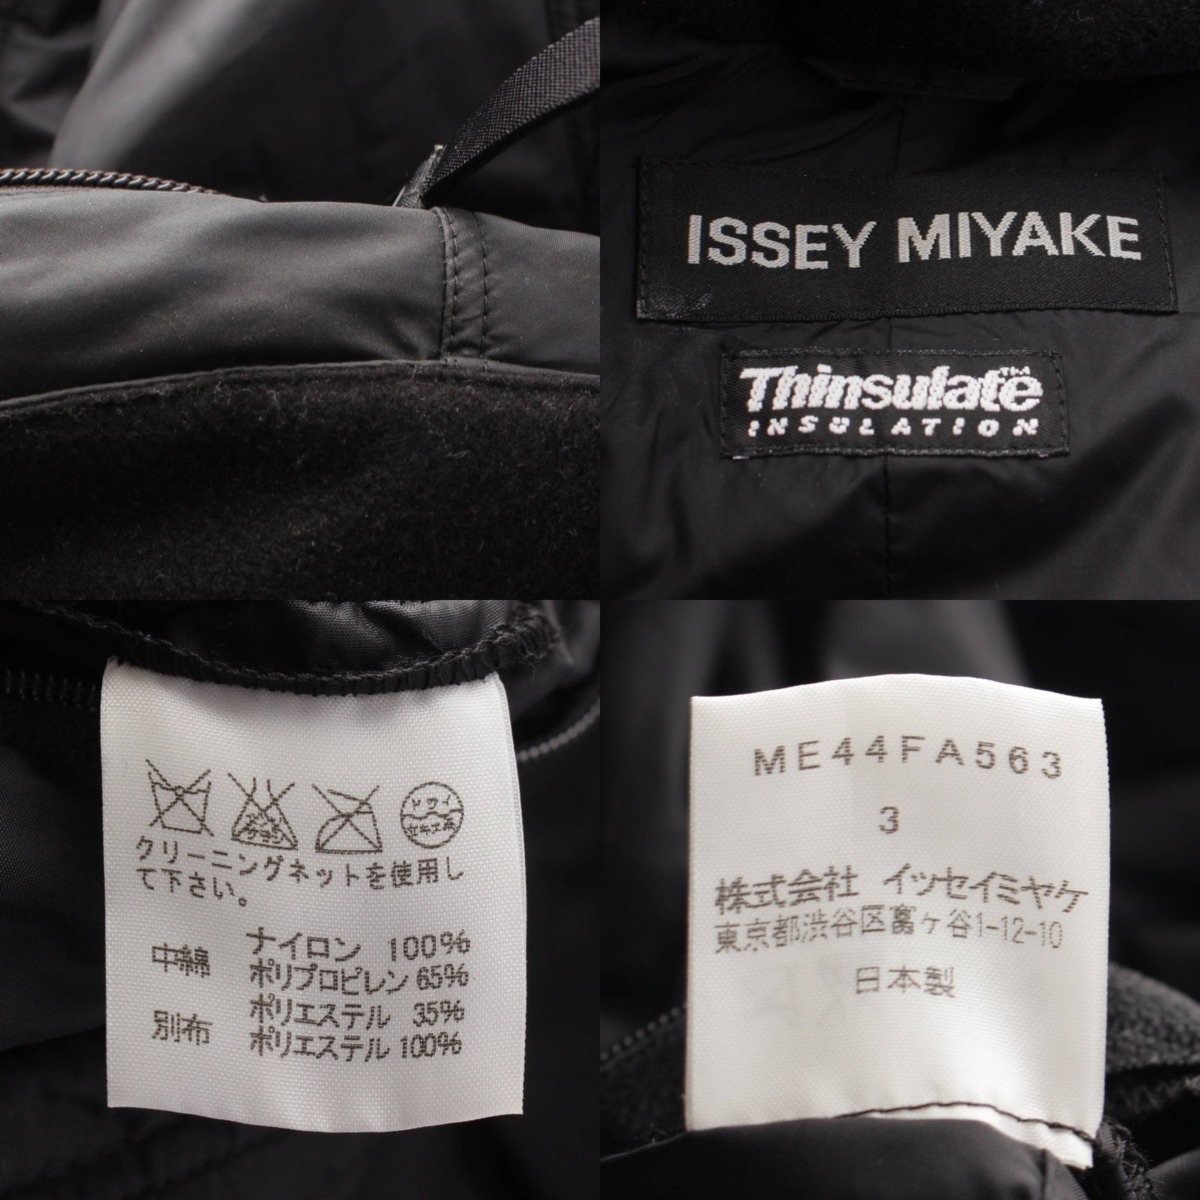 ISSEY MIYAKE
Thinsulate™
INSULATION
クリーニングネットを使用し
て下さい。
ナイロン 100%
中綿 ポリプロピレン 65%
ポリエステル 35%
別布 ポリエステル 100%
ME44FA563
3
株式会社 イッセイミヤケ
東京都渋谷区富ヶ谷1-12-10
日本製